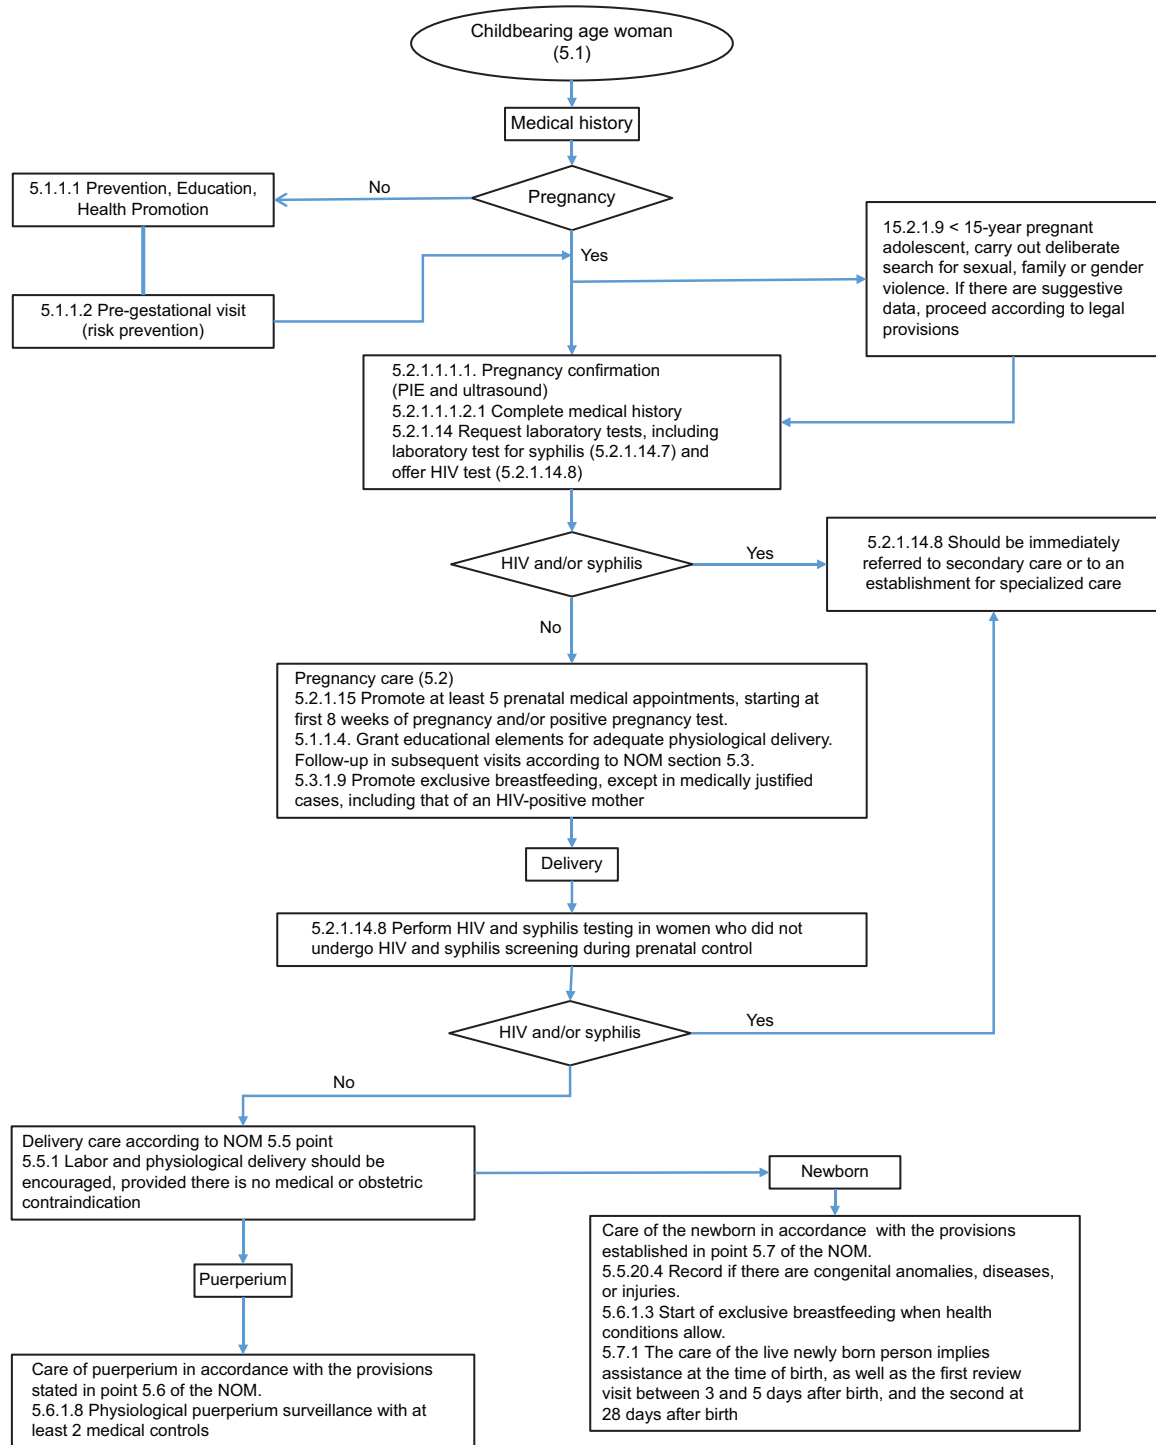 Childbearing age woman
(5.1)
Medical history
Pregnancy
No
5.1.1.1 Prevention, Education,
Health Promotion
Yes
15.2.1.9 < 15-year pregnant
adolescent, carry out deliberate
search for sexual, family or gender
violence. If there are suggestive
data, proceed according to legal
provisions
5.1.1.2 Pre-gestational visit
(risk prevention)
5.2.1.1.1.1. Pregnancy confirmation
(PIE and ultrasound)
5.2.1.1.1.2.1 Complete medical history
5.2.1.14 Request laboratory tests, including
laboratory test for syphilis (5.2.1.14.7) and
offer HIV test (5.2.1.14.8)
HIV and/or syphilis
Yes
5.2.1.14.8 Should be immediately
referred to secondary care or to an
establishment for specialized care
No
Pregnancy care (5.2)
5.2.1.15 Promote at least 5 prenatal medical appointments, starting at
first 8 weeks of pregnancy and/or positive pregnancy test.
5.1.1.4. Grant educational elements for adequate physiological delivery.
Follow-up in subsequent visits according to NOM section 5.3.
5.3.1.9 Promote exclusive breastfeeding, except in medically justified
cases, including that of an HIV-positive mother
Delivery
5.2.1.14.8 Perform HIV and syphilis testing in women who did not
undergo HIV and syphilis screening during prenatal control
HIV and/or syphilis
Yes
No
Delivery care according to NOM 5.5 point
5.5.1 Labor and physiological delivery should be
encouraged, provided there is no medical or obstetric
contraindication
Newborn
Care of the newborn in accordance with the provisions
established in point 5.7 of the NOM.
5.5.20.4 Record if there are congenital anomalies, diseases,
or injuries.
5.6.1.3 Start of exclusive breastfeeding when health
conditions allow.
5.7.1 The care of the live newly born person implies
assistance at the time of birth, as well as the first review
visit between 3 and 5 days after birth, and the second at
28 days after birth
Puerperium
Care of puerperium in accordance with the provisions
stated in point 5.6 of the NOM.
5.6.1.8 Physiological puerperium surveillance with at
least 2 medical controls